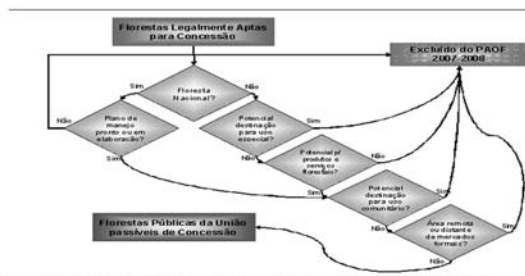 Florestas Legalmente Aptas
para Concessão
Excluído do PAOF
2007-2008
Sim
Floresta
Nacional?
Não
Não
Plano de
manejo
pronto ou em
elaboração?
Sim
Potencial
destinação
para uso
especial?
Sim
Não
Potencial p/
produtos e
serviços
florestais?
Não
Sim
Potencial
destinação
para uso
comunitário?
Sim
Não
Área remota
ou distante
de mercados
formais?
Sim
Não
Florestas Públicas da União
passíveis de Concessão